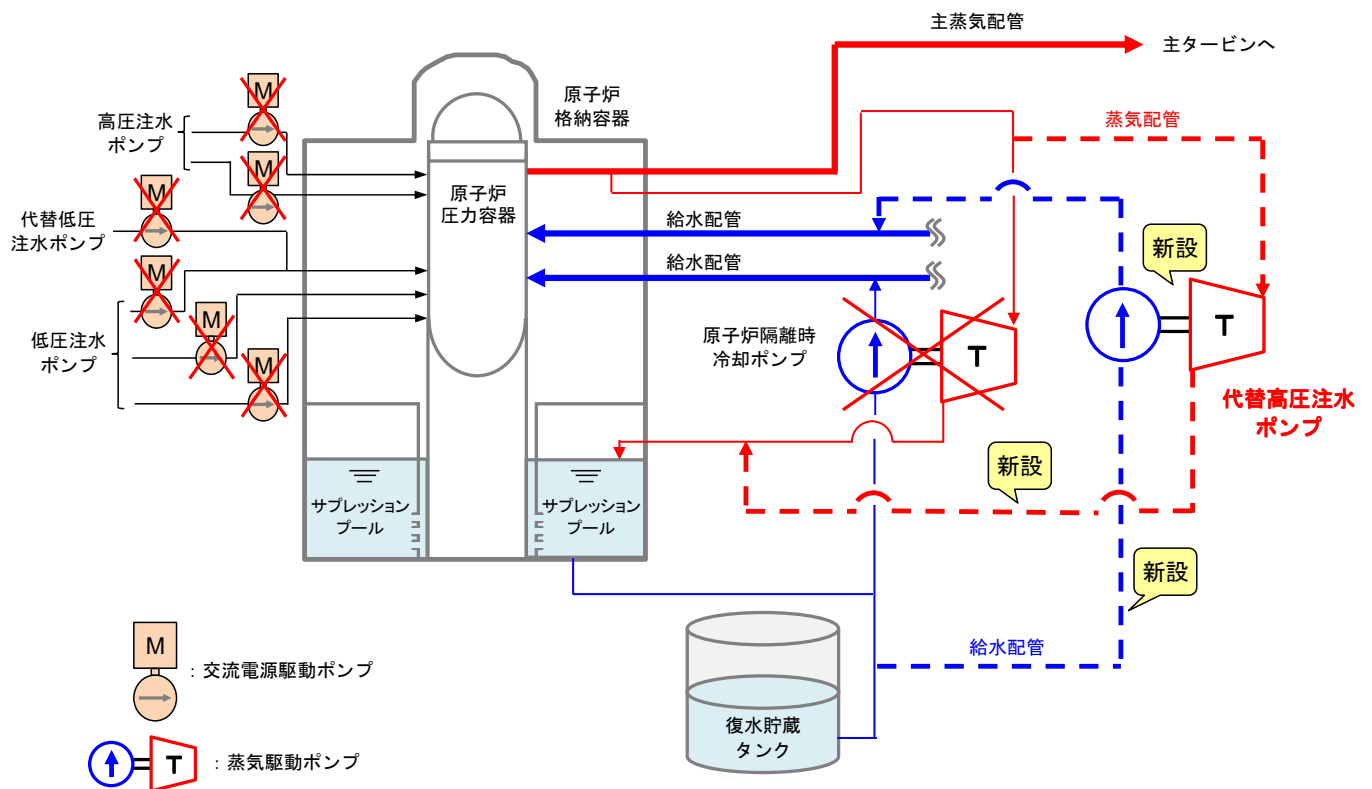 主蒸気配管
主タービンへ
M
原子炉
格納容器
高圧注水
ポンプ
M
蒸気配管
M
原子炉
圧力容器
代替低圧
注水ポンプ
給水配管
新設
M
給水配管
M
低圧注水
ポンプ
M
原子炉隔離時
冷却ポンプ
T
T
代替高圧注水
ポンプ
新設
サプレッション
プール
サプレッション
プール
新設
給水配管
M
:交流電源駆動ポンプ
復水貯蔵
タンク
T
:蒸気駆動ポンプ